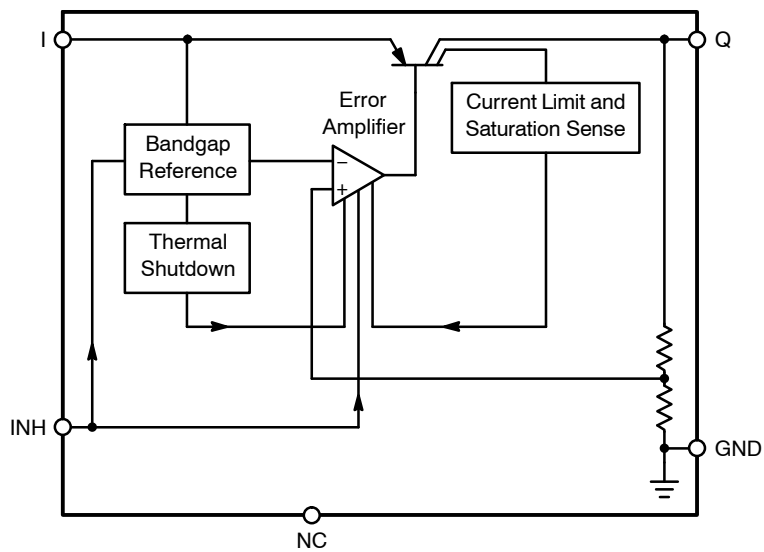 I
Q
Error
Amplifier
Current Limit and
Saturation Sense
Bandgap
Reference
−
+
Thermal
Shutdown
INH
GND
NC